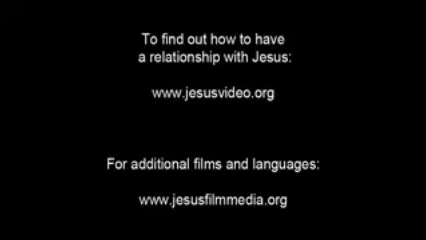 To find out how to have
a relationship with Jesus:
www.jesusvideo.org
For additional films and languages:
www.jesusfilmmedia.org